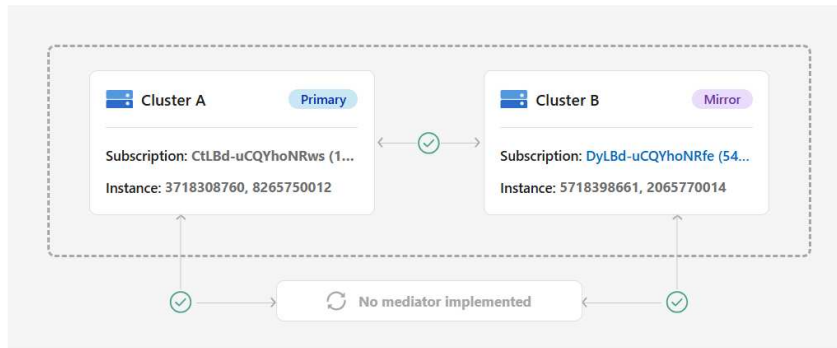 Cluster A
Primary
Subscription: CtLBd-uCQYhoNRws (1...
Instance: 3718308760, 8265750012
Cluster B
Mirror
Subscription: DyLBd-uCQYhoNRfe (54...
Instance: 5718398661, 2065770014
No mediator implemented